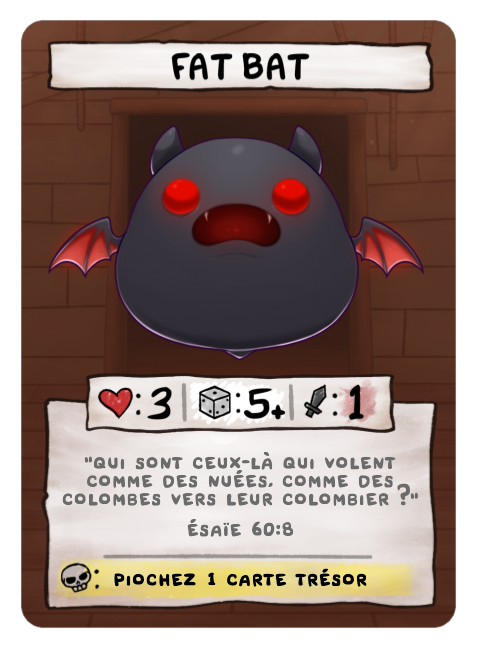 FAT BAT
:3 :5+ :1
"QUI SONT CEUX-LÀ QUI VOLENT
COMME DES NUÉES, COMME DES
COLOMBES VERS LEUR COLOMBIER ?"
ÉSAÏE 60:8
: PIOCHEZ 1 CARTE TRÉSOR